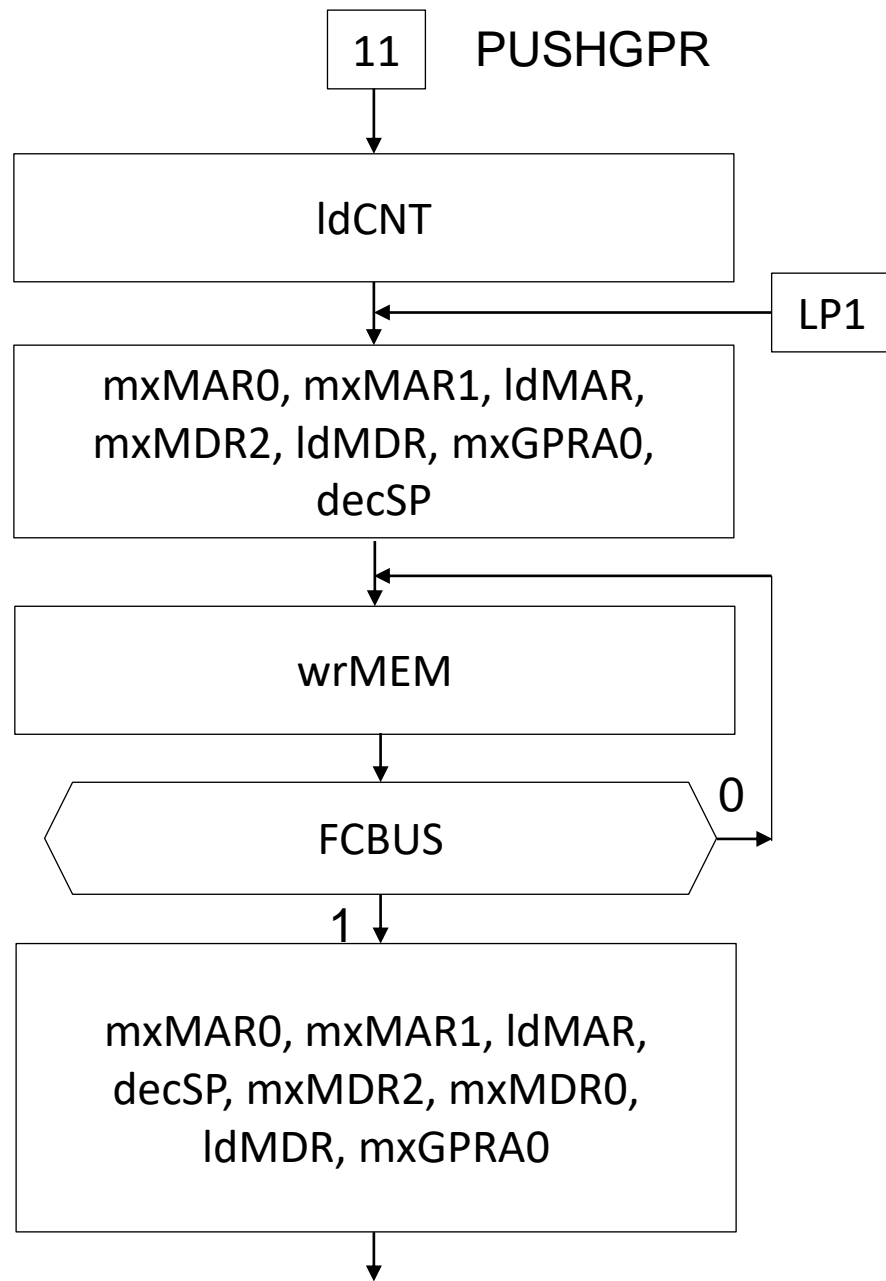 11 PUSHGPR
ldCNT
LP1
mxMAR0, mxMAR1, ldMAR,
mxMDR2, ldMDR, mxGPRA0,
decSP
wrMEM
0
FCBUS
1
mxMAR0, mxMAR1, ldMAR,
decSP, mxMDR2, mxMDR0,
ldMDR, mxGPRA0